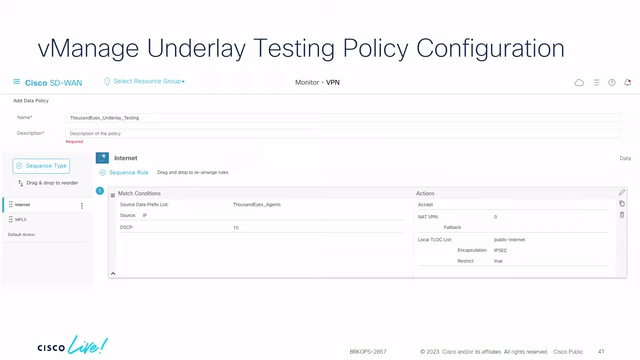 vManage Underlay Testing Policy Configuration
Cisco SD-WAN
Select Resource Group▾
Monitor · VPN
Add Data Policy
Name*
ThousandEyes_Underlay_Testing
Description*
Description of the policy
Required
Sequence Type
Drag & drop to reorder
Internet
MPLS
Default Action
Internet
Data
Sequence Rule
Drag and drop to re-arrange rules
1
Match Conditions
Actions
Source Data Prefix List:
ThousandEyes_Agents
Source:
IP
DSCP:
10
Accept
NAT VPN:
0
Fallback
Local TLOC List:
public-internet
Encapsulation
IPSEC
Restrict
true
CISCO Live!
BRKOPS-2857
© 2023 Cisco and/or its affiliates. All rights reserved. Cisco Public
41